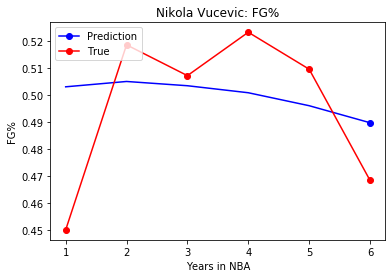 Nikola Vucevic: FG%
Prediction
True
0.52
0.51
0.50
0.49
0.48
0.47
0.46
0.45
FG%
1 2 3 4 5 6
Years in NBA